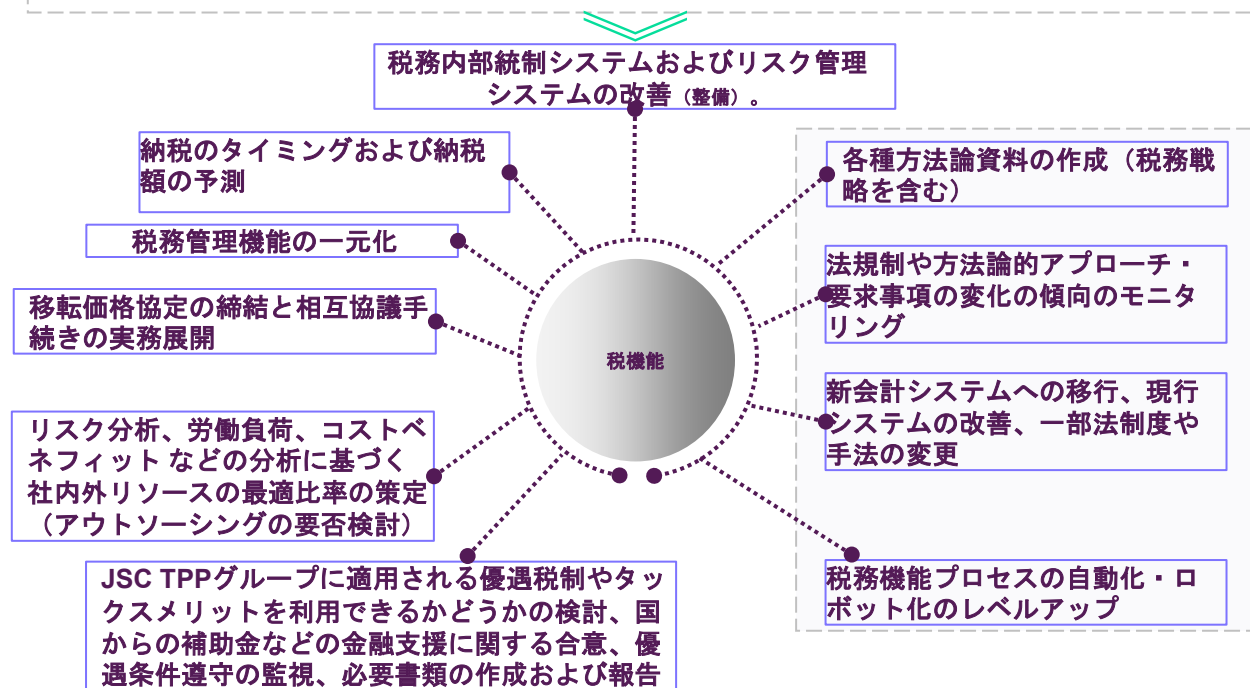 税務内部統制システムおよびリスク管理
システムの改善（整備）。
納税のタイミングおよび納税
額の予測
税務管理機能の一元化
移転価格協定の締結と相互協議手
続きの実務展開
リスク分析、労働負荷、コストベ
ネフィット などの分析に基づく
社内外リソースの最適比率の策定
（アウトソーシングの要否検討）
JSC TPPグループに適用される優遇税制やタッ
クスメリットを利用できるかどうかの検討、国
からの補助金などの金融支援に関する合意、優
遇条件遵守の監視、必要書類の作成および報告
税機能
各種方法論資料の作成（税務戦
略を含む）
法規制や方法論的アプローチ・
要求事項の変化の傾向のモニタ
リング
新会計システムへの移行、現行
システムの改善、一部法制度や
手法の変更
税務機能プロセスの自動化・ロ
ボット化のレベルアップ